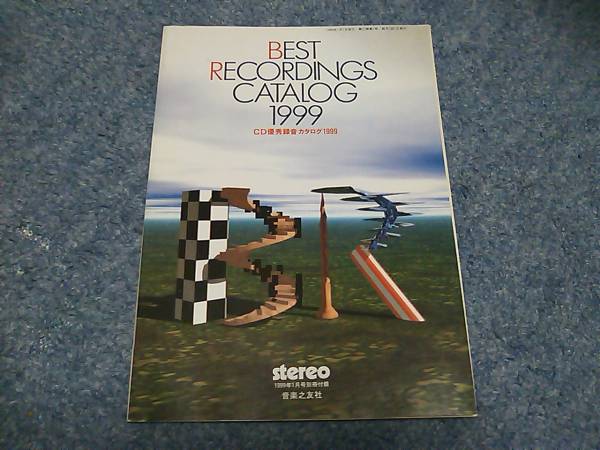 BEST
RECORDINGS
CATALOG
1999
CD優秀録音カタログ1999
BR
stereo
1999年1月号別冊付録
音楽之友社